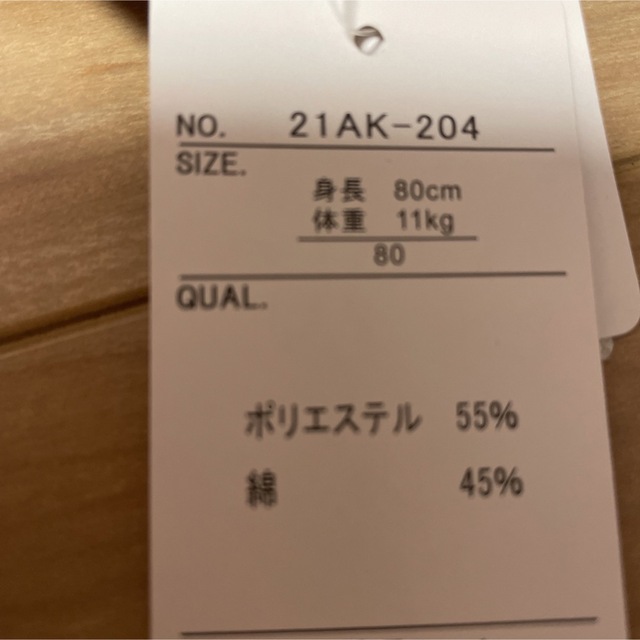 NO. 21AK-204
SIZE.
身長 80cm
体重 11kg
80
QUAL.
ポリエステル 55%
綿 45%